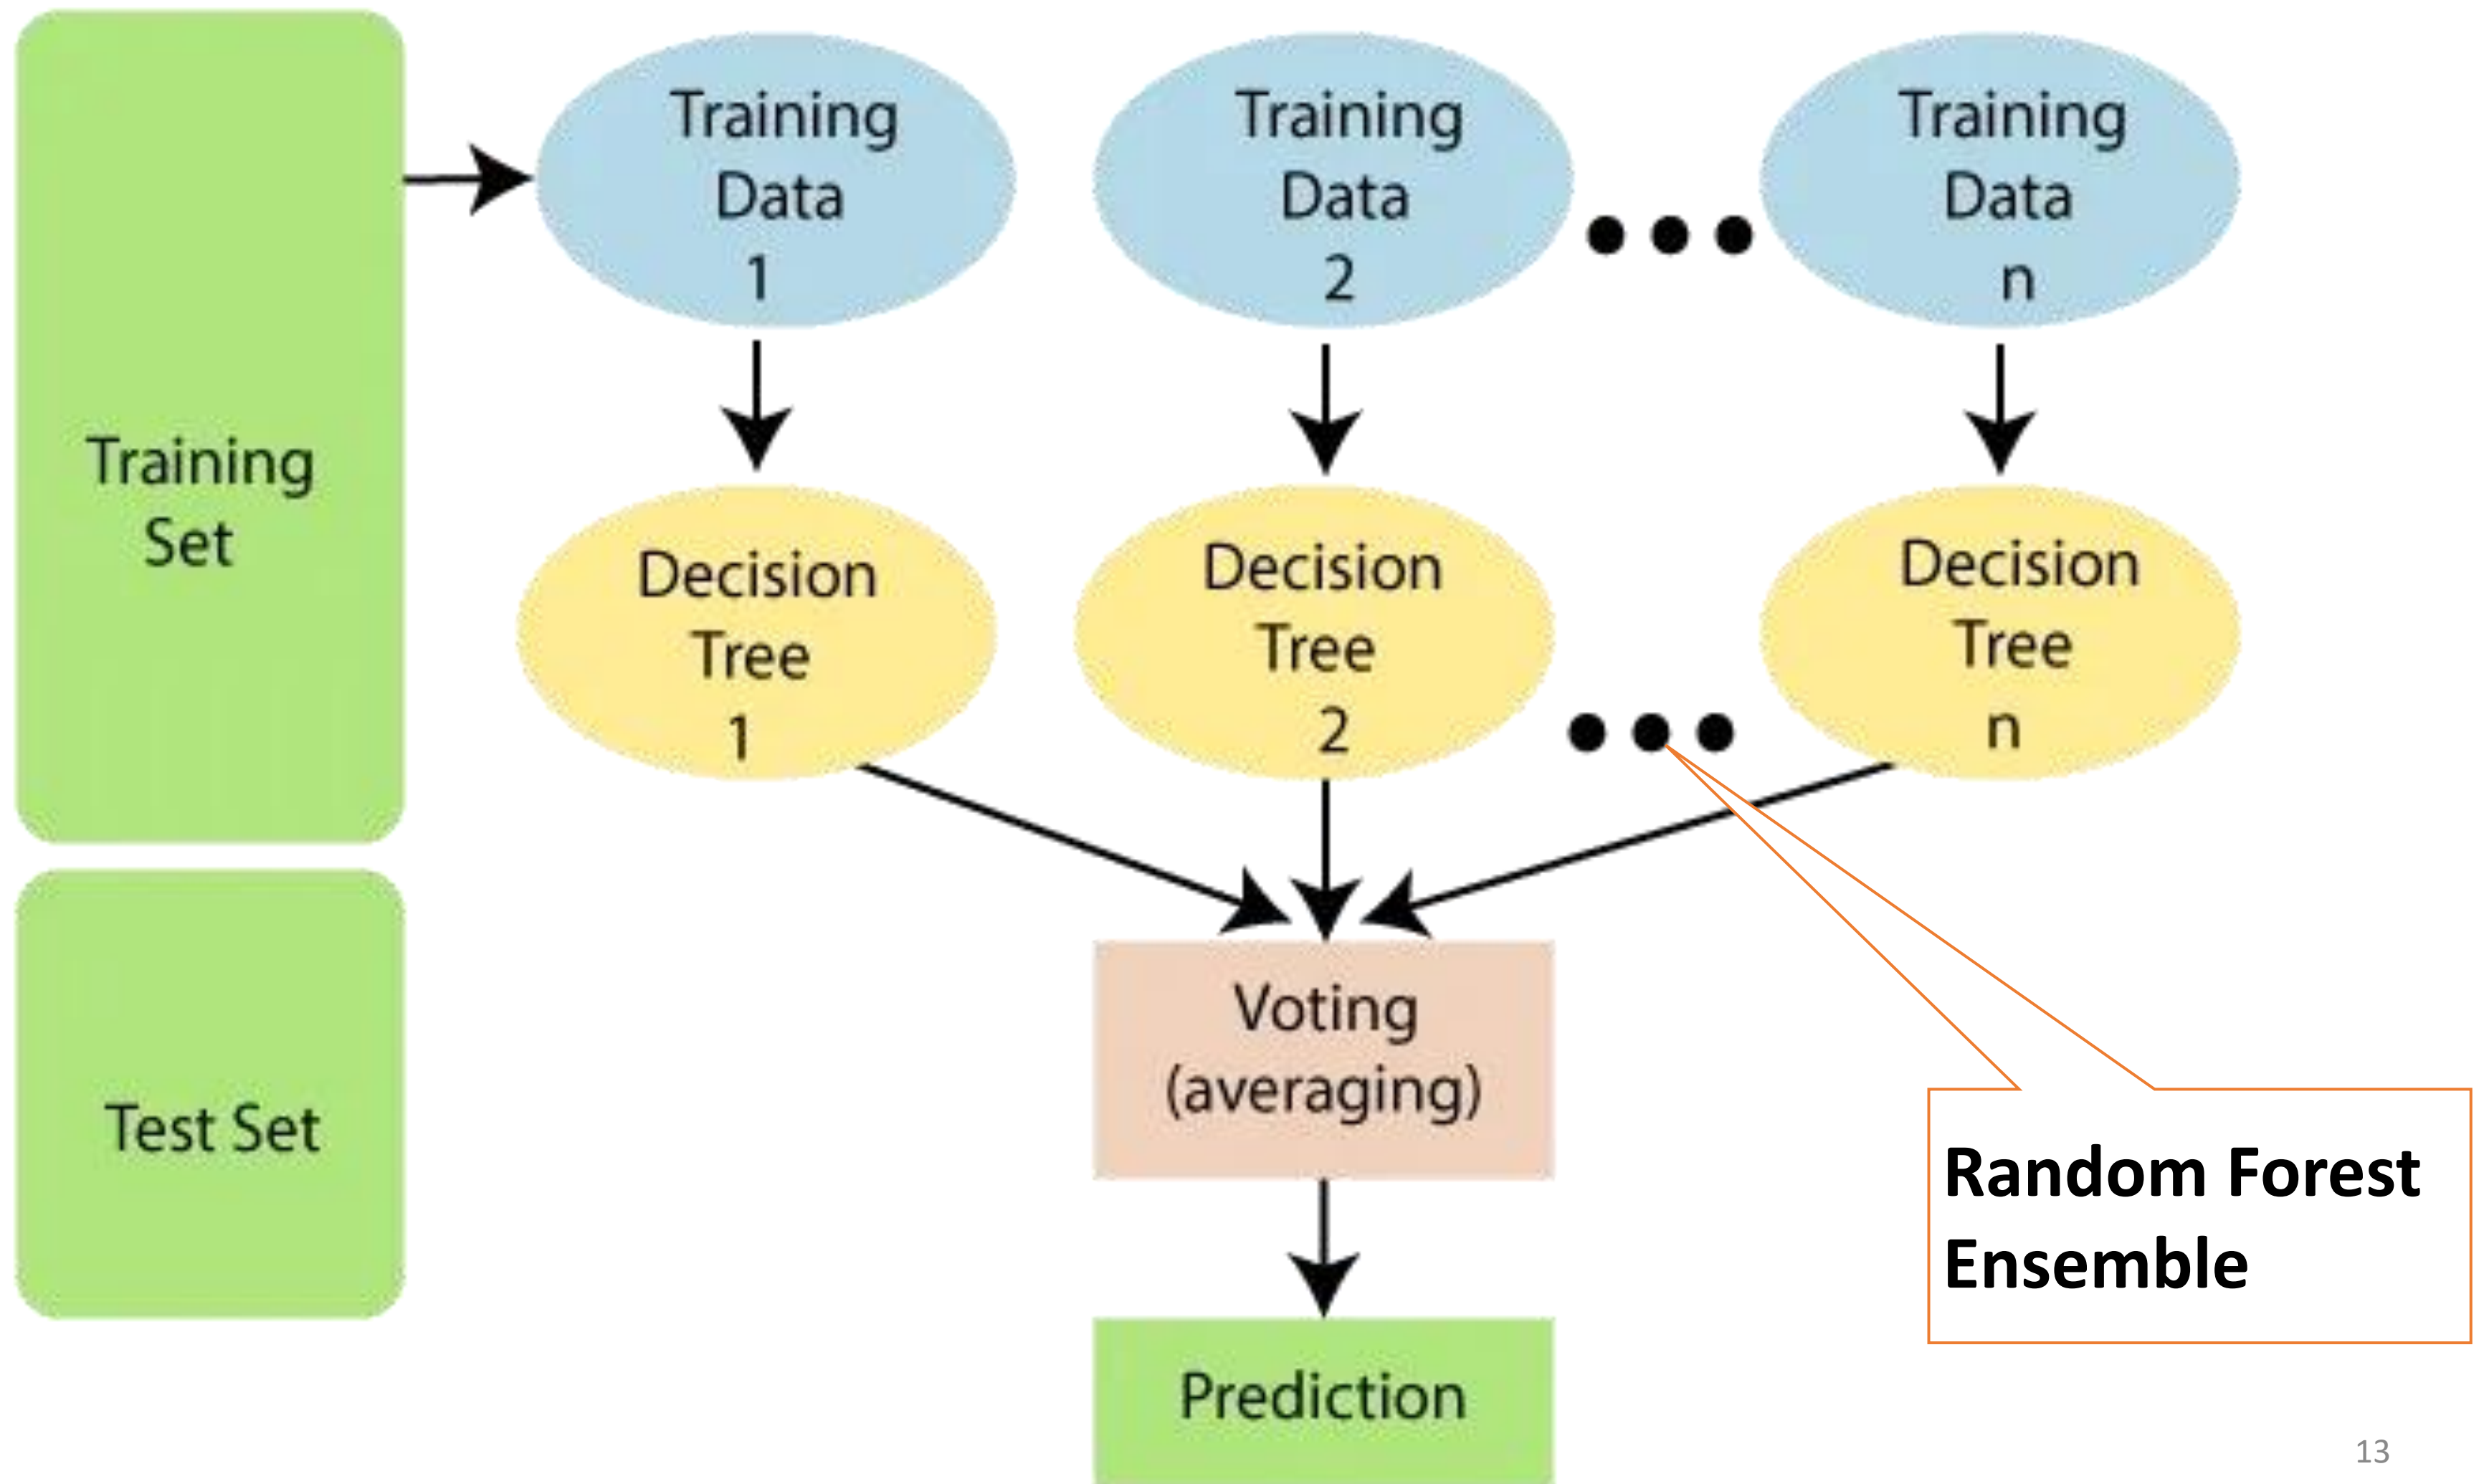 Training
Set
Training
Data
1
Training
Data
2
Training
Data
n
Decision
Tree
1
Decision
Tree
2
Decision
Tree
n
Test Set
Voting
(averaging)
Prediction
Random Forest
Ensemble
13